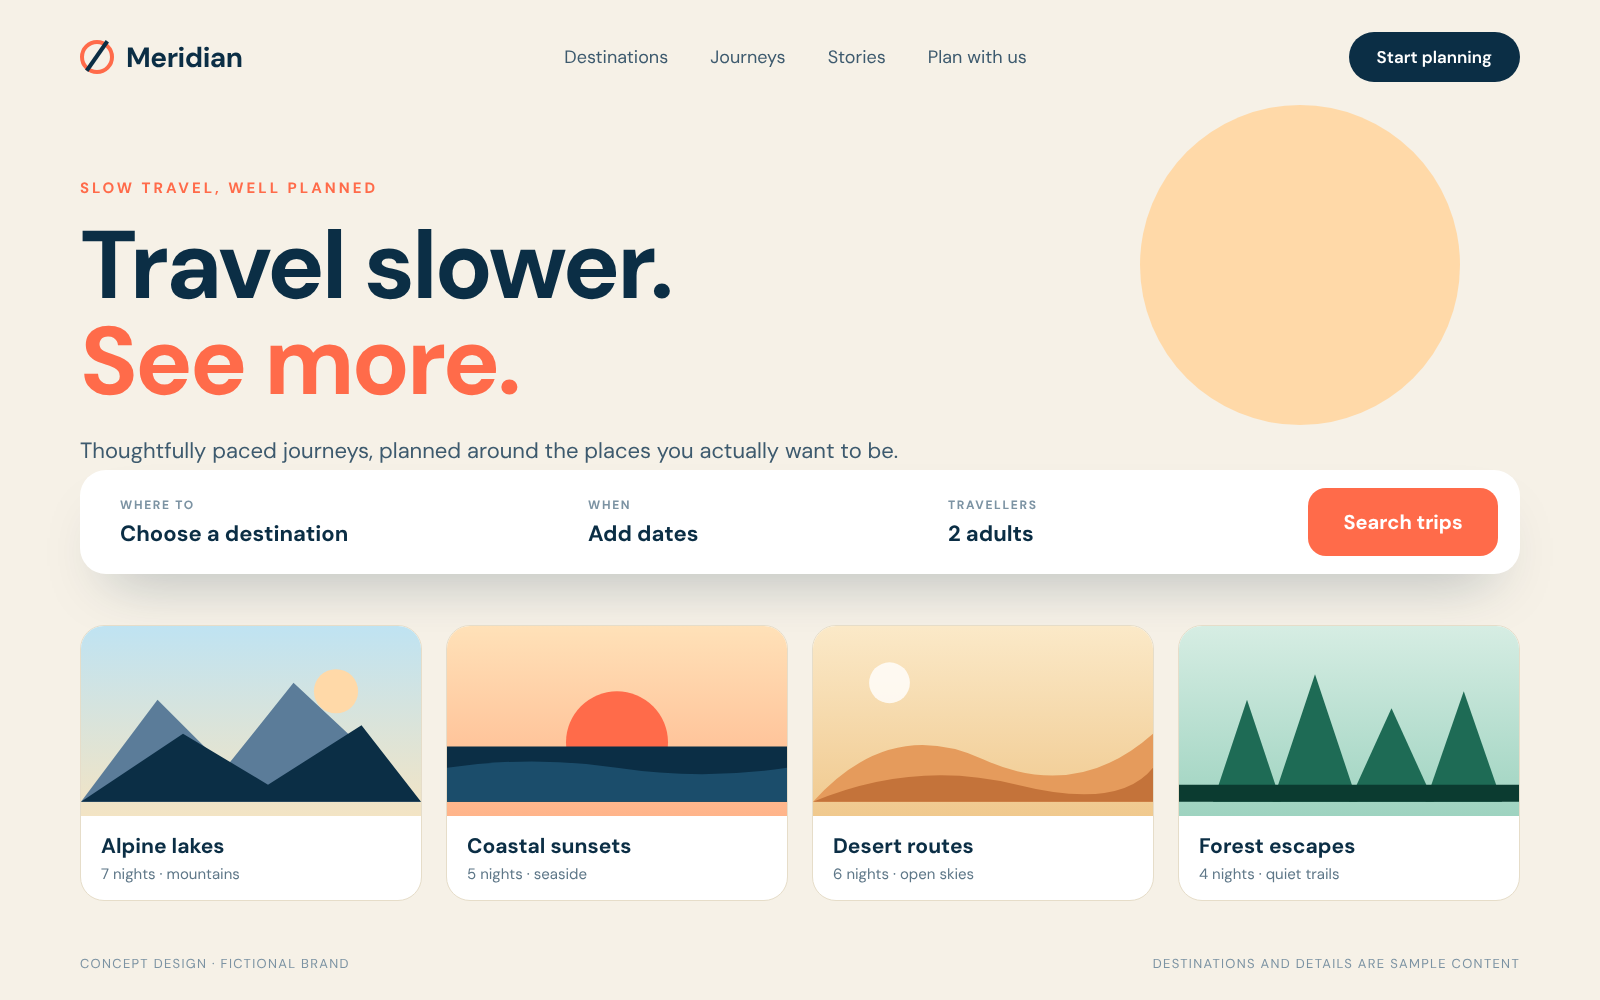 Meridian
Destinations Journeys Stories Plan with us
Start planning
SLOW TRAVEL, WELL PLANNED
Travel slower.
See more.
Thoughtfully paced journeys, planned around the places you actually want to be.
WHERE TO
Choose a destination
WHEN
Add dates
TRAVELLERS
2 adults
Search trips
Alpine lakes
7 nights · mountains
Coastal sunsets
5 nights · seaside
Desert routes
6 nights · open skies
Forest escapes
4 nights · quiet trails
CONCEPT DESIGN · FICTIONAL BRAND
DESTINATIONS AND DETAILS ARE SAMPLE CONTENT